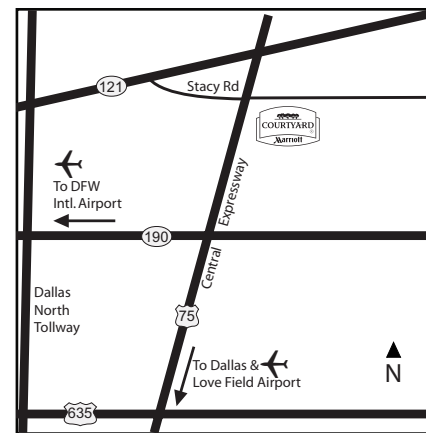 121
Stacy Rd
COURTYARD®
Marriott
To DFW
Intl. Airport
Central Expressway
190
Dallas
North
Tollway
75
To Dallas &
Love Field Airport
N
635